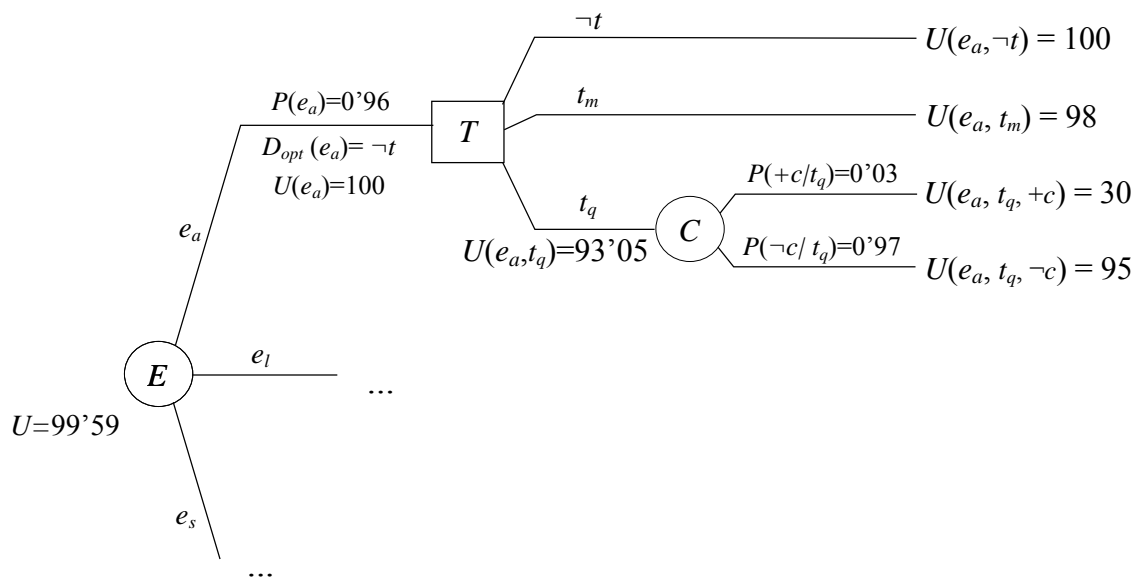 ¬t
U(e_a,¬t) = 100
P(e_a)=0’96
T
t_m
U(e_a, t_m) = 98
D_opt (e_a)= ¬t
U(e_a)=100
P(+c/t_q)=0’03
U(e_a, t_q, +c) = 30
t_q
C
e_a
U(e_a,t_q)=93’05
P(¬c/ t_q)=0’97
U(e_a, t_q, ¬c) = 95
E
e_l
...
U=99’59
e_s
...